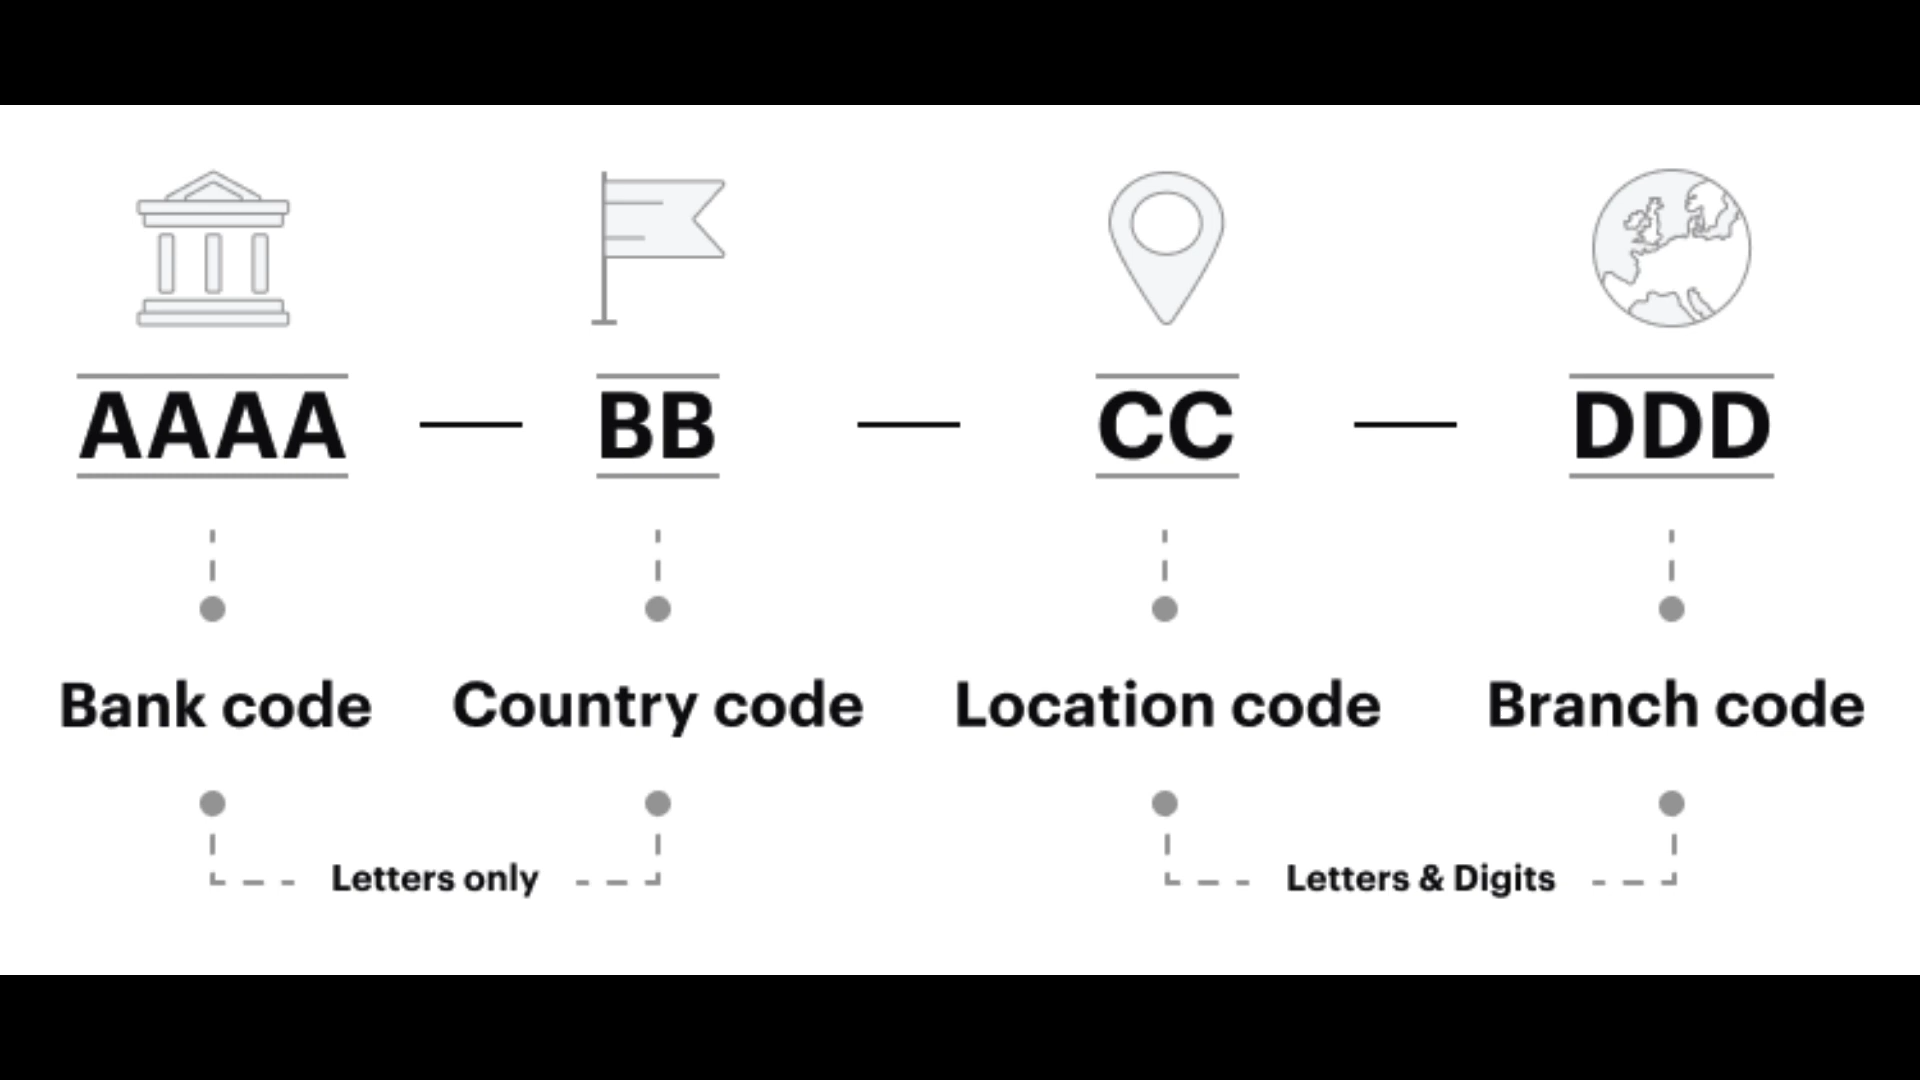 AAAA — BB — CC — DDD
Bank code Country code Location code Branch code
Letters only Letters & Digits